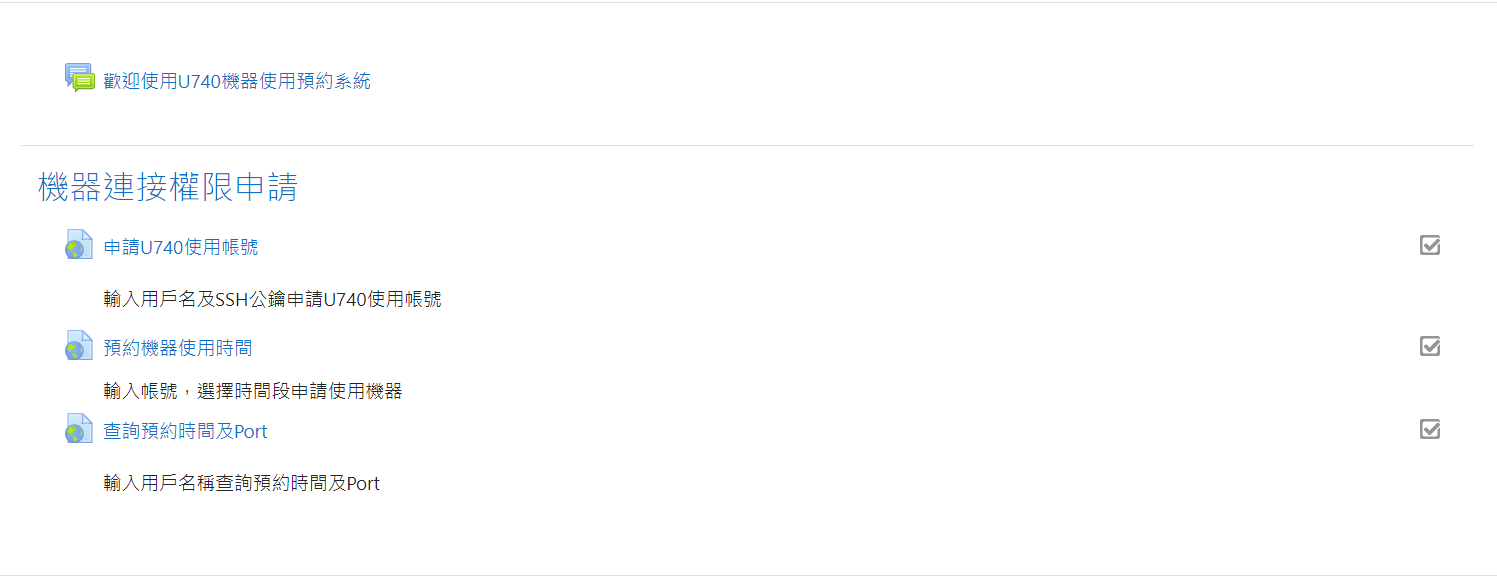 歡迎使用U740機器使用預約系統
機器連接權限申請
申請U740使用帳號
輸入用戶名及SSH公鑰申請U740使用帳號
預約機器使用時間
輸入帳號，選擇時間段申請使用機器
查詢預約時間及Port
輸入用戶名稱查詢預約時間及Port